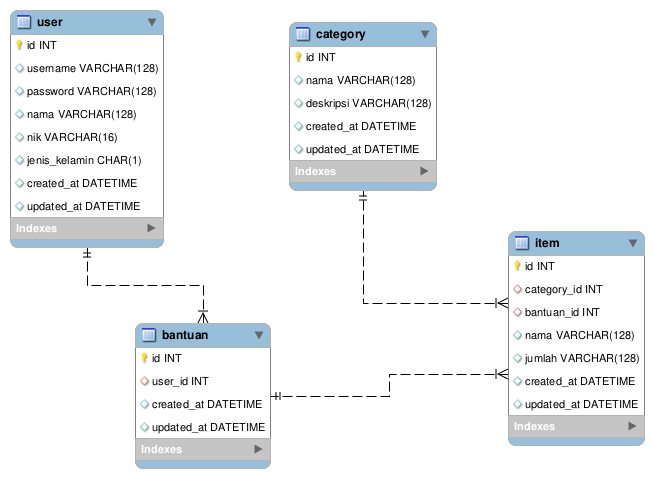 user
id INT
username VARCHAR(128)
password VARCHAR(128)
nama VARCHAR(128)
nik VARCHAR(16)
jenis_kelamin CHAR(1)
created_at DATETIME
updated_at DATETIME
Indexes
category
id INT
nama VARCHAR(128)
deskripsi VARCHAR(128)
created_at DATETIME
updated_at DATETIME
Indexes
item
id INT
category_id INT
bantuan_id INT
nama VARCHAR(128)
jumlah VARCHAR(128)
created_at DATETIME
updated_at DATETIME
Indexes
bantuan
id INT
user_id INT
created_at DATETIME
updated_at DATETIME
Indexes